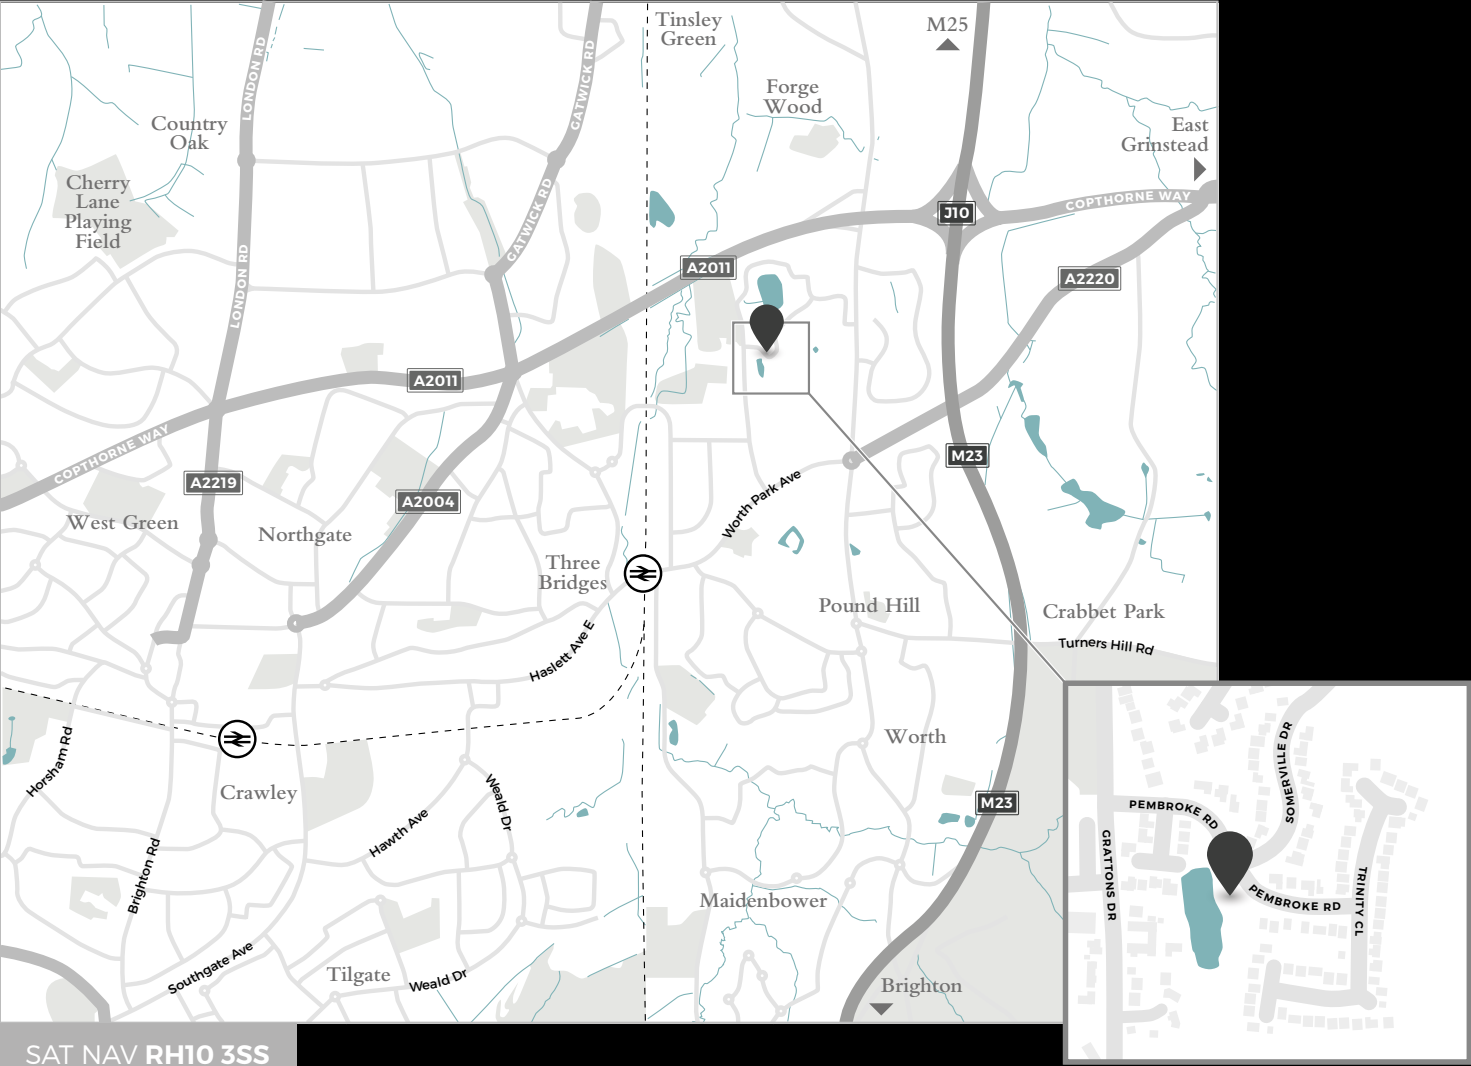 Tinsley
Green
M25
LONDON RD
GATWICK RD
Forge
Wood
Country
Oak
East
Grinstead
Cherry
Lane
Playing
Field
GATWICK RD
COPTHORNE WAY
J10
LONDON RD
A2011
A2220
A2011
COPTHORNE WAY
M23
A2219
A2004
Worth Park Ave
West Green
Northgate
Three
Bridges
Pound Hill
Crabbet Park
Haslett Ave E
Turners Hill Rd
Worth
Horsham Rd
Crawley
Weald Dr
M23
Hawth Ave
Brighton Rd
Maidenbower
Southgate Ave
Tilgate
Weald Dr
Brighton
SOMERVILLE DR
PEMBROKE RD
GRATTONS DR
PEMBROKE RD
TRINITY CL
SAT NAV RH10 3SS